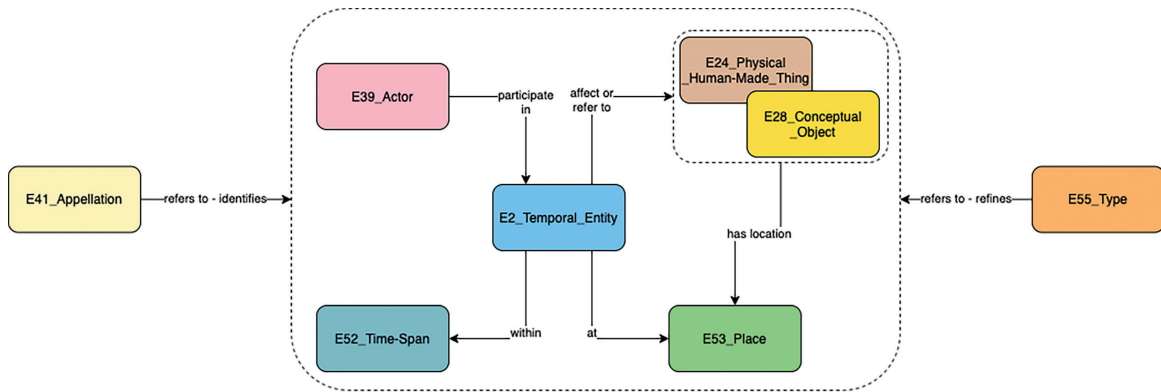 E24_Physical
_Human-Made_Thing
E39_Actor
participate
in
affect or
refer to
E28_Conceptual
_Object
E41_Appellation
refers to - identifies
E2_Temporal_Entity
refers to - refines
E55_Type
has location
E52_Time-Span
within
at
E53_Place